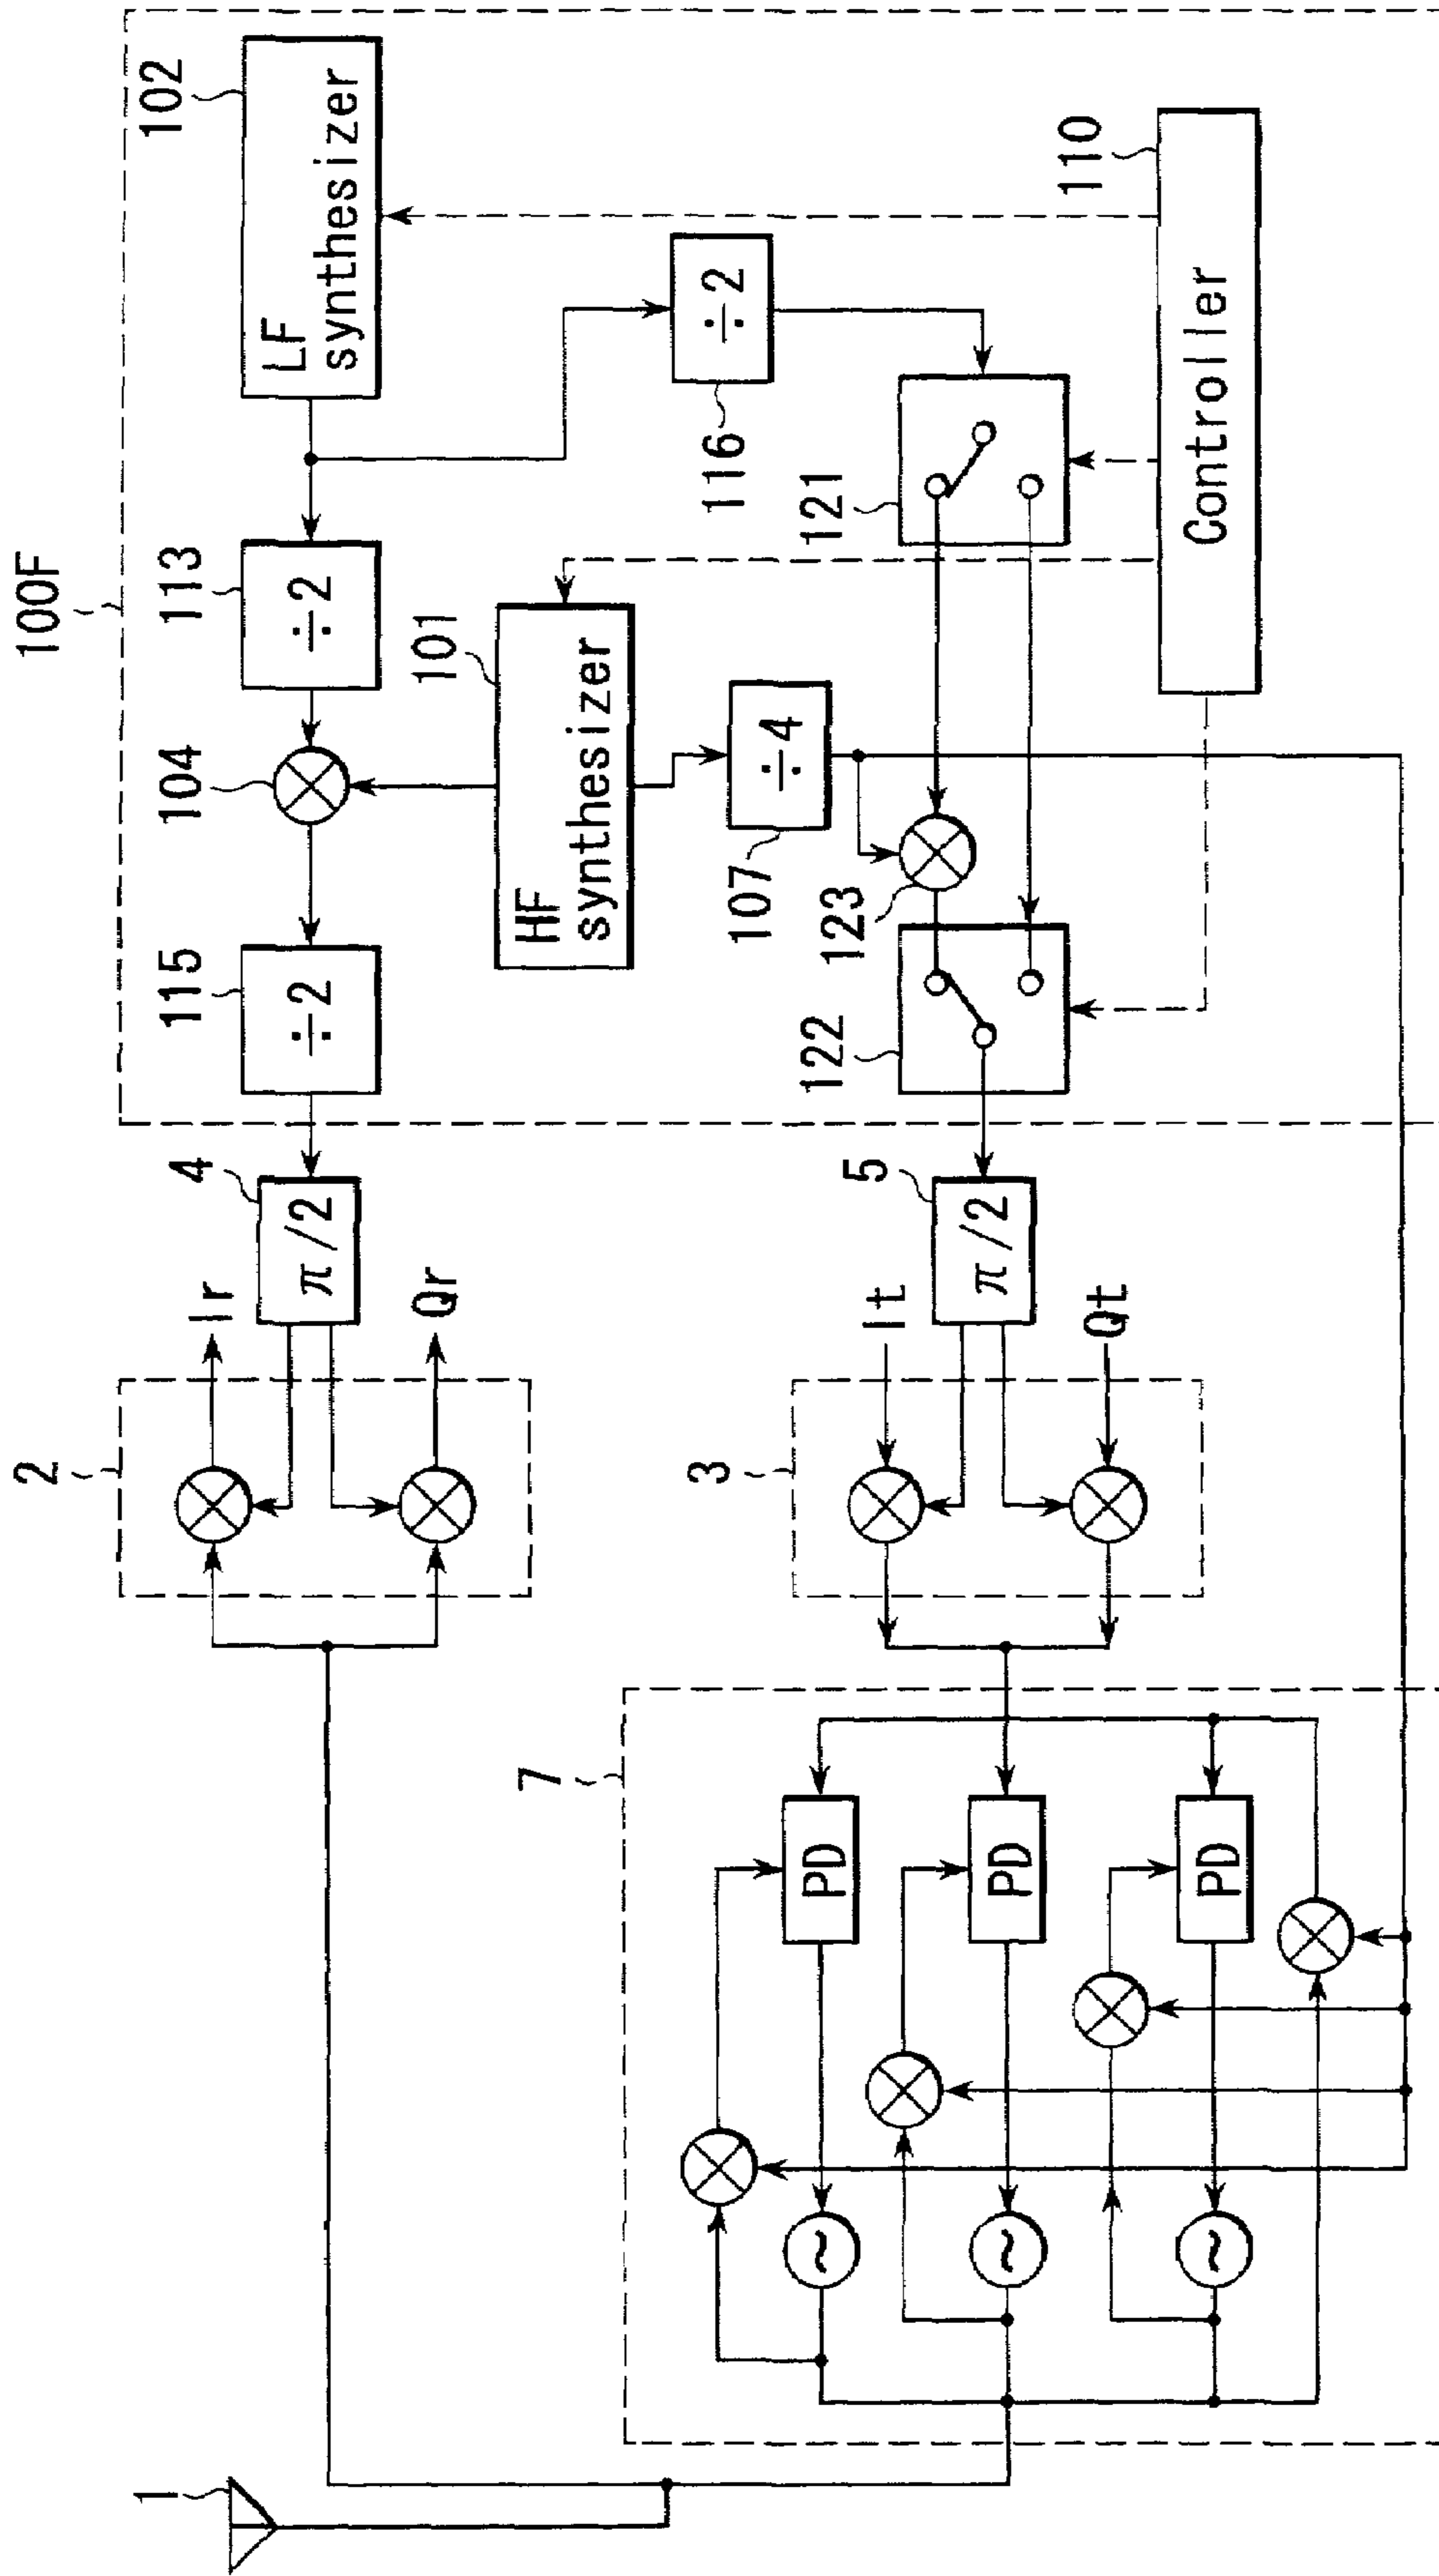 100F
102
LF
synthesizer
113
÷2
104
115
÷2
4
π/2
2
Ir
Qr
1
101
HF
synthesizer
÷2
116
÷4
107
121
123
122
110
Controller
5
π/2
3
It
Qt
7
PD
PD
PD